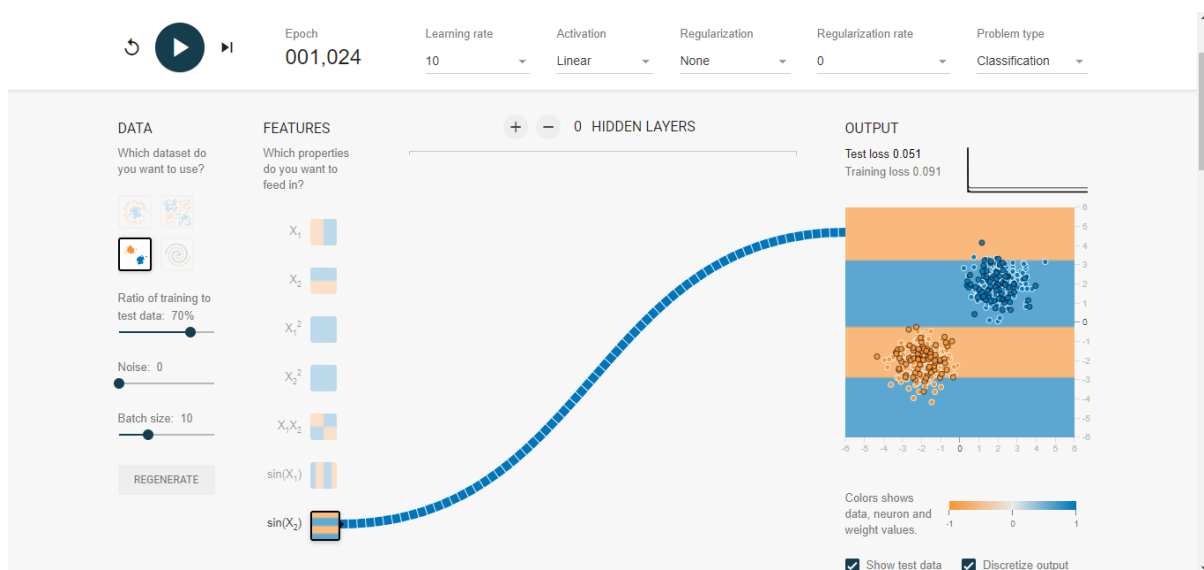 Epoch
001,024
Learning rate
10
Activation
Linear
Regularization
None
Regularization rate
0
Problem type
Classification
DATA
Which dataset do
you want to use?
Ratio of training to
test data: 70%
Noise: 0
Batch size: 10
REGENERATE
FEATURES
Which properties
do you want to
feed in?
X₁
X₂
X₁²
X₂²
X₁X₂
sin(X₁)
sin(X₂)
+ − 0 HIDDEN LAYERS
OUTPUT
Test loss 0.051
Training loss 0.091
6
5
4
3
2
1
0
-1
-2
-3
-4
-5
-6
-6 -5 -4 -3 -2 -1 0 1 2 3 4 5 6
Colors shows
data, neuron and
weight values.
-1 0 1
Show test data
Discretize output